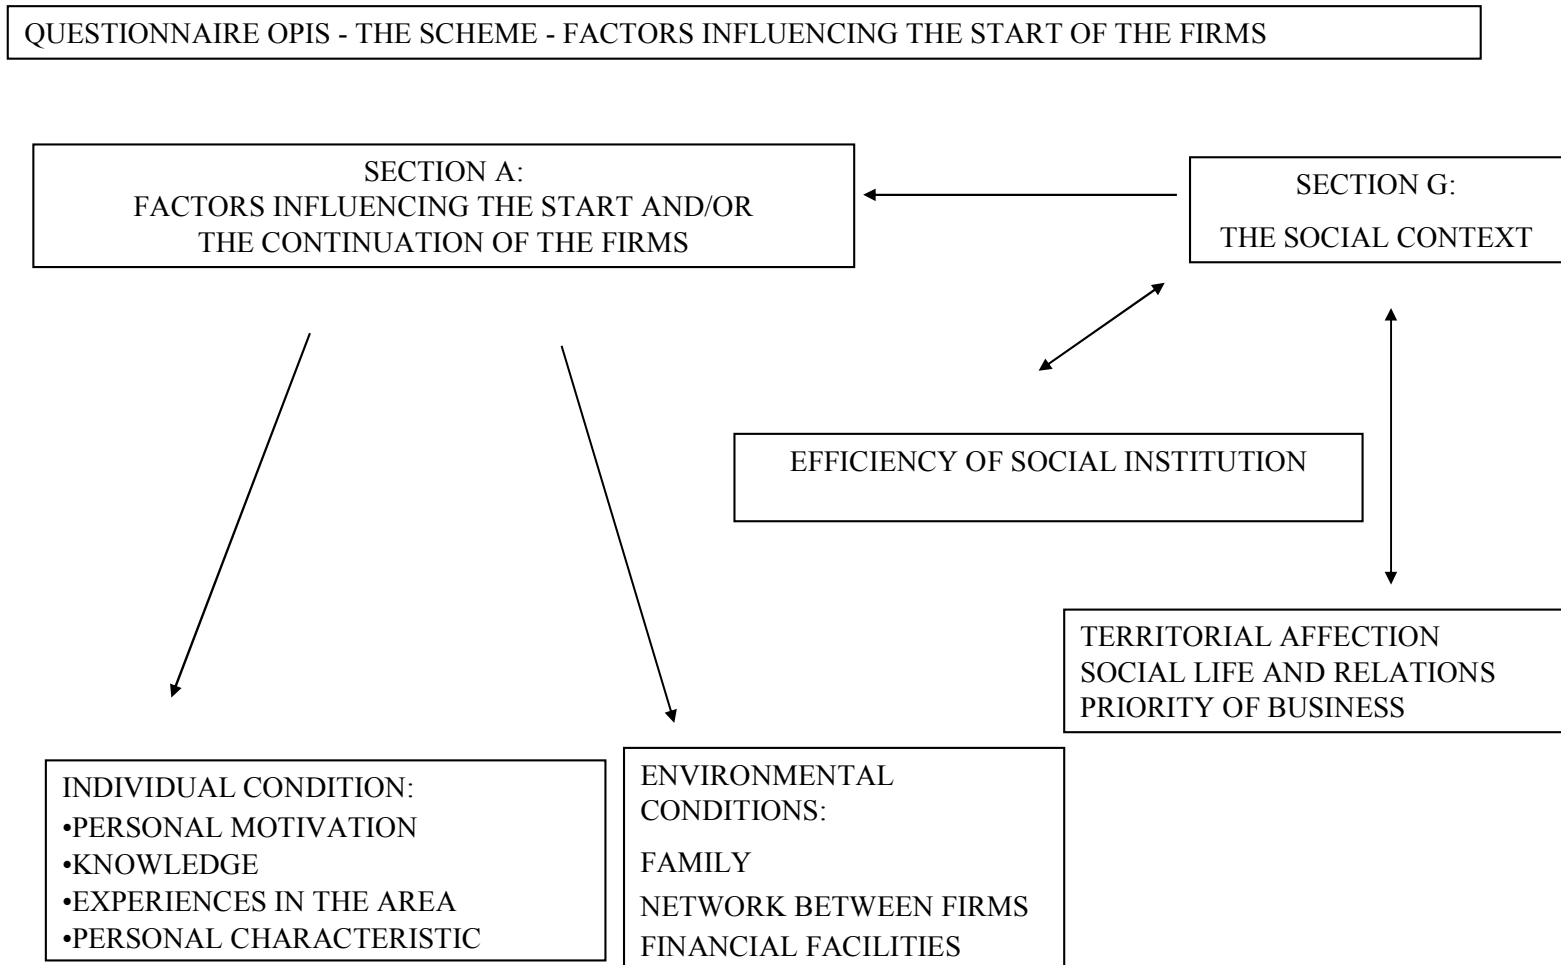 QUESTIONNAIRE OPIS - THE SCHEME - FACTORS INFLUENCING THE START OF THE FIRMS
SECTION A:
FACTORS INFLUENCING THE START AND/OR
THE CONTINUATION OF THE FIRMS
SECTION G:
THE SOCIAL CONTEXT
EFFICIENCY OF SOCIAL INSTITUTION
TERRITORIAL AFFECTION
SOCIAL LIFE AND RELATIONS
PRIORITY OF BUSINESS
INDIVIDUAL CONDITION:
•PERSONAL MOTIVATION
•KNOWLEDGE
•EXPERIENCES IN THE AREA
•PERSONAL CHARACTERISTIC
ENVIRONMENTAL
CONDITIONS:
FAMILY
NETWORK BETWEEN FIRMS
FINANCIAL FACILITIES